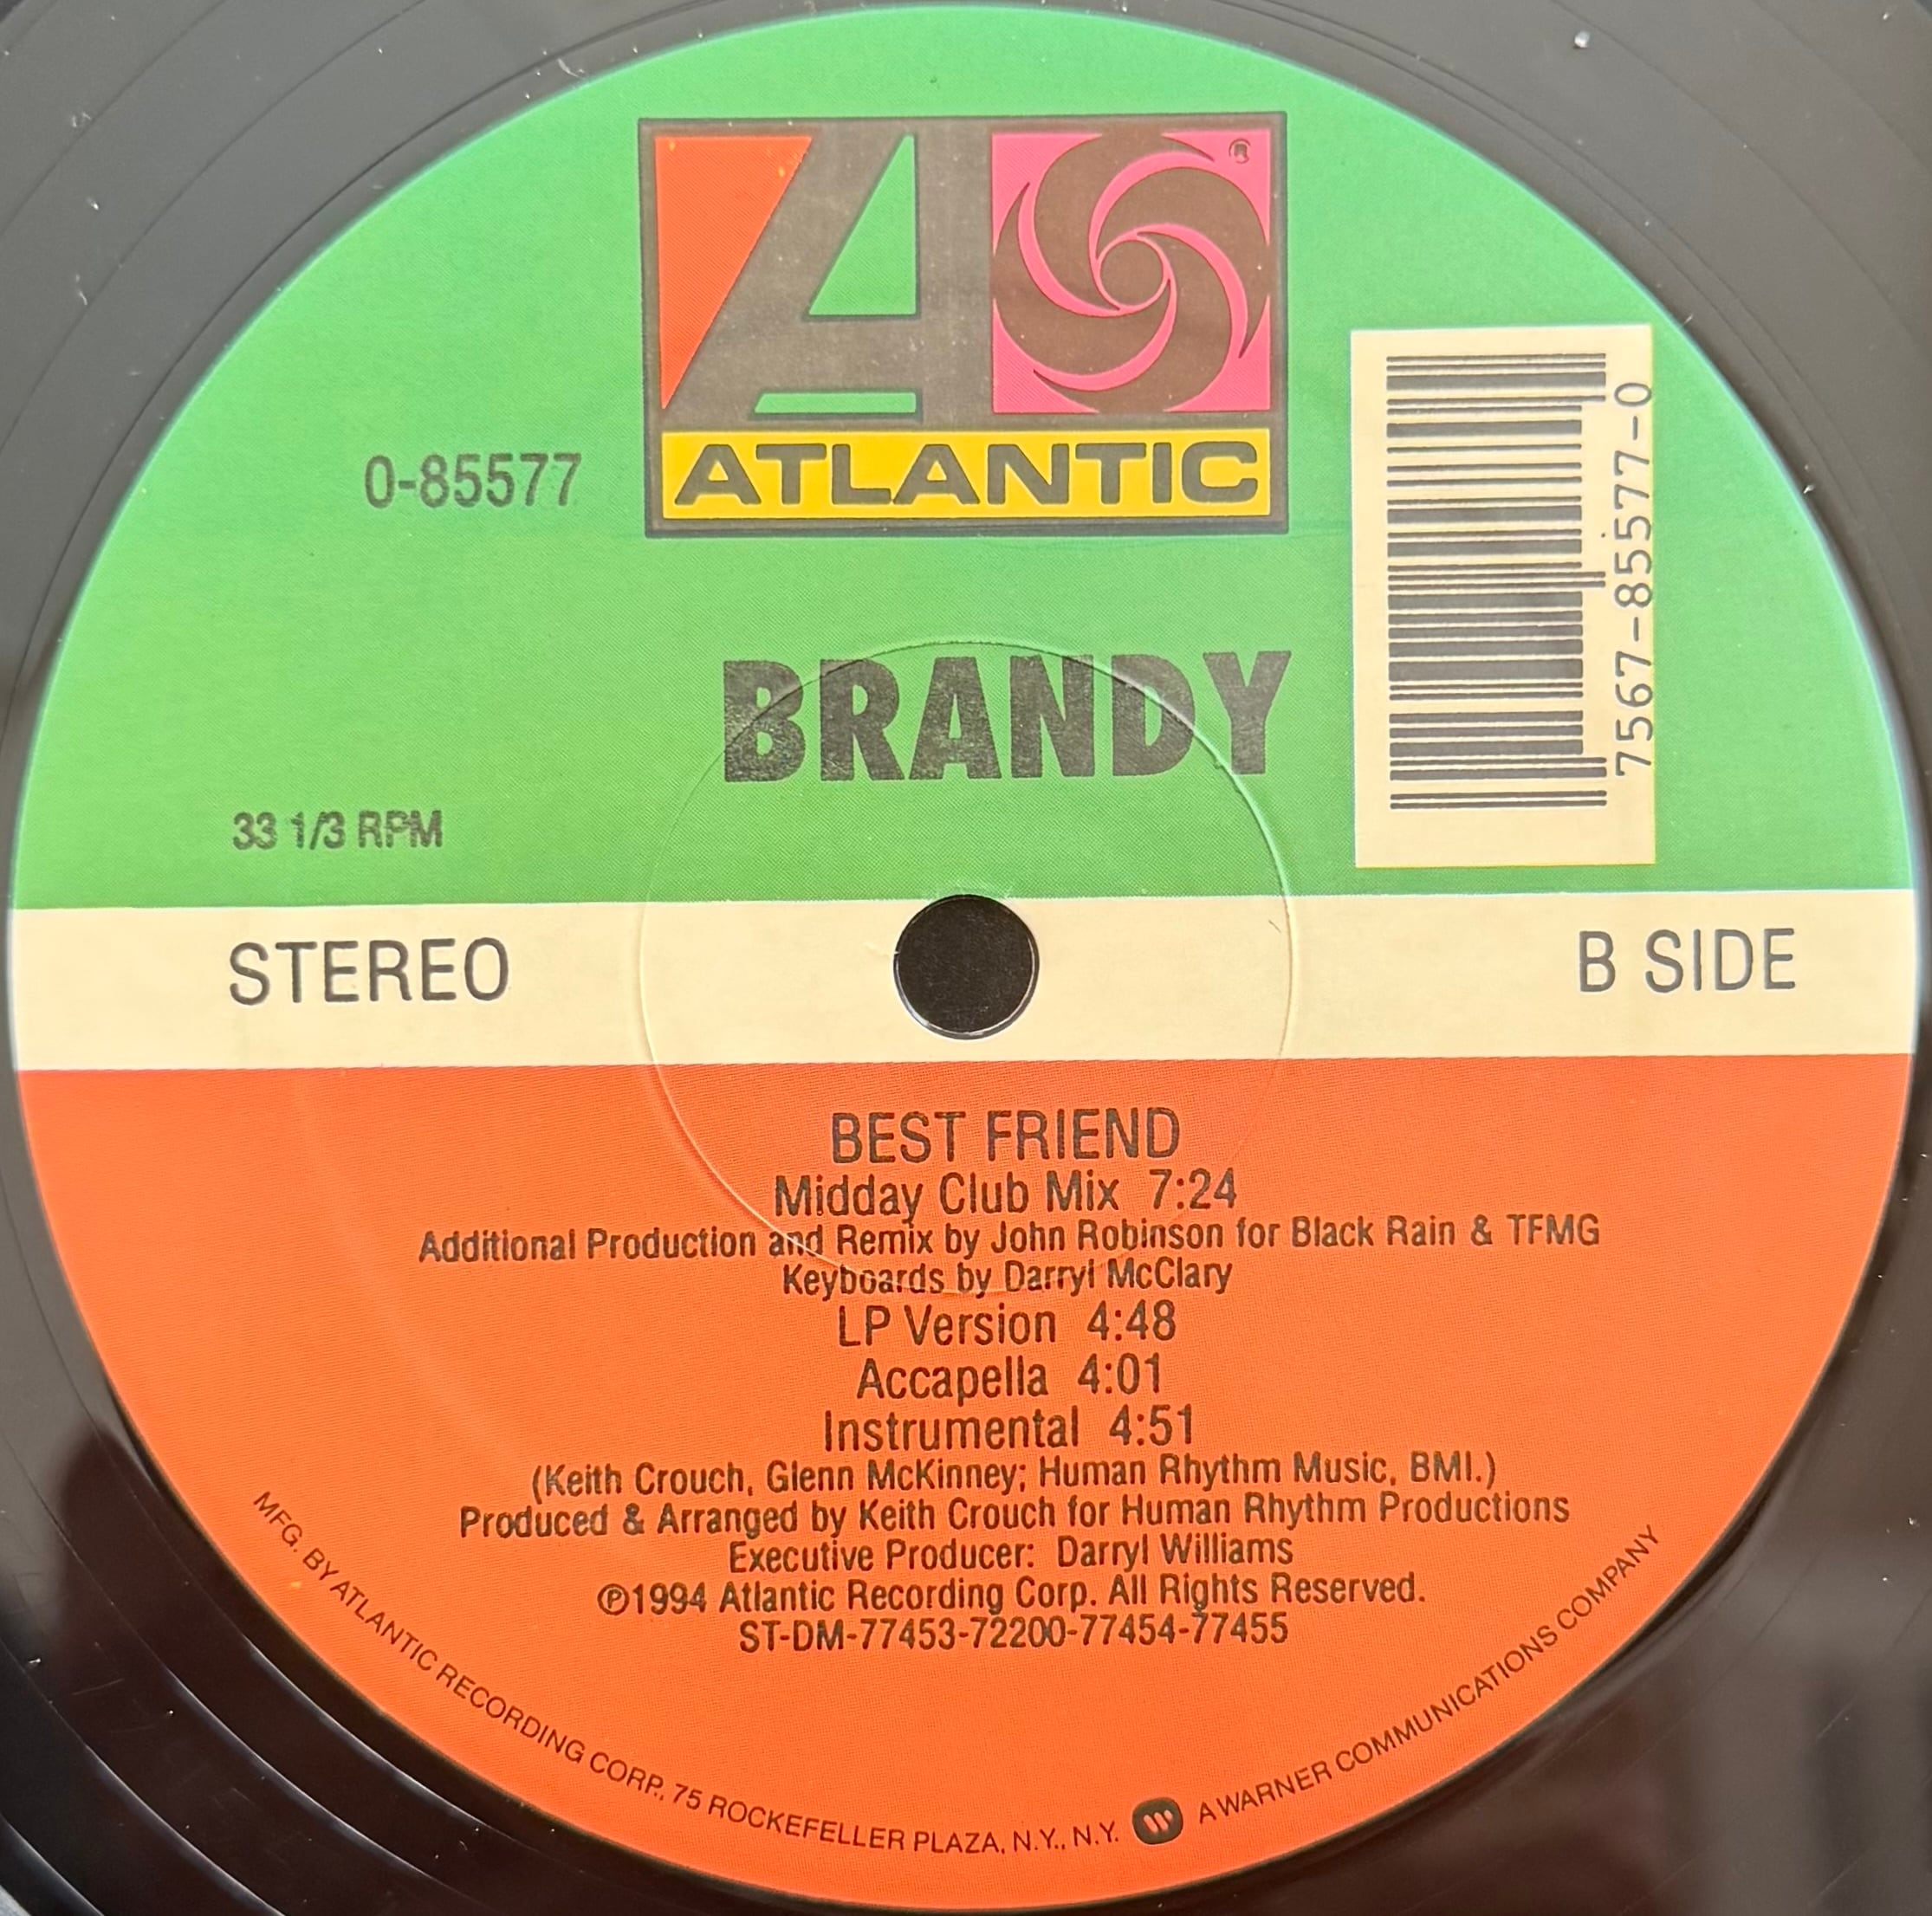 ®
ATLANTIC
0-85577
7567-85577-0
BRANDY
33 1/3 RPM
STEREO
B SIDE
BEST FRIEND
Midday Club Mix 7:24
Additional Production and Remix by John Robinson for Black Rain & TFMG
Keyboards by Darryl McClary
LP Version 4:48
Accapella 4:01
Instrumental 4:51
(Keith Crouch, Glenn McKinney; Human Rhythm Music, BMI.)
Produced & Arranged by Keith Crouch for Human Rhythm Productions
Executive Producer: Darryl Williams
℗1994 Atlantic Recording Corp. All Rights Reserved.
ST-DM-77453-72200-77454-77455
MFG. BY ATLANTIC RECORDING CORP., 75 ROCKEFELLER PLAZA, N.Y., N.Y. A WARNER COMMUNICATIONS COMPANY